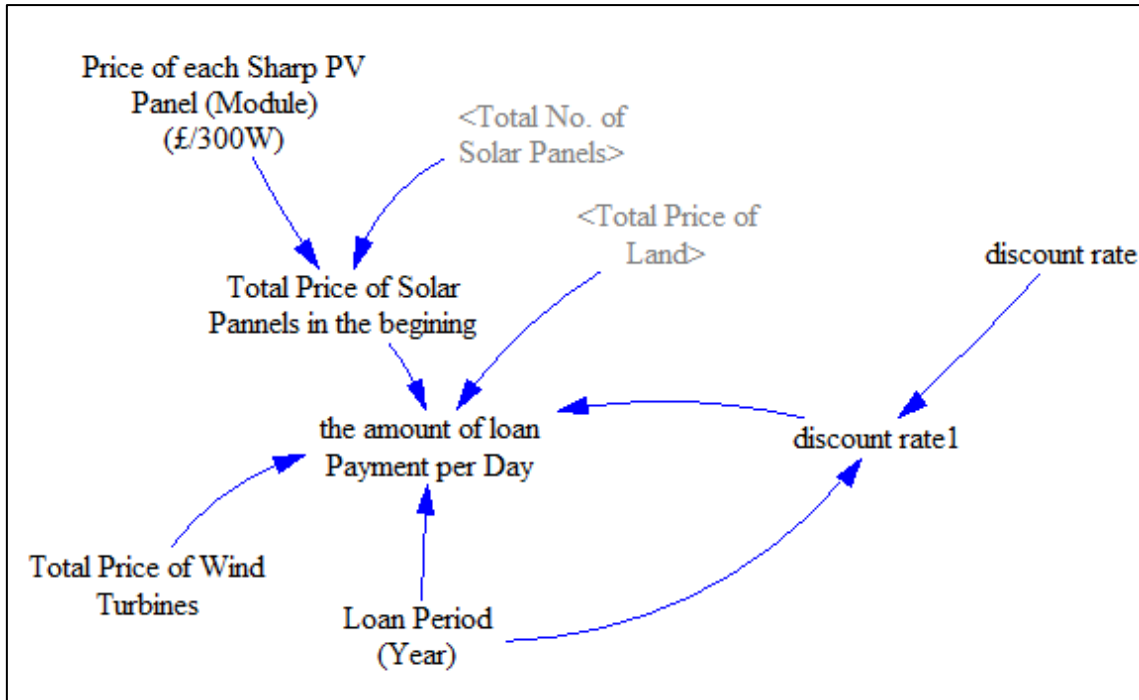 Price of each Sharp PV
Panel (Module)
(£/300W)
<Total No. of
Solar Panels>
<Total Price of
Land>
discount rate
Total Price of Solar
Pannels in the begining
the amount of loan
Payment per Day
discount rate1
Total Price of Wind
Turbines
Loan Period
(Year)